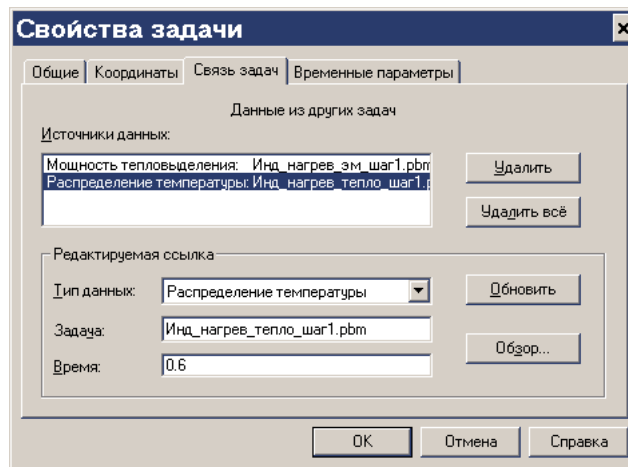 Свойства задачи
Общие Координаты Связь задач Временные параметры
Данные из других задач
Источники данных:
Мощность тепловыделения: Инд_нагрев_эм_шаг1.pbm
Распределение температуры: Инд_нагрев_тепло_шаг1.p
Удалить
Удалить всё
Редактируемая ссылка
Тип данных: Распределение температуры
Обновить
Задача: Инд_нагрев_тепло_шаг1.pbm
Обзор...
Время: 0.6
OK Отмена Справка